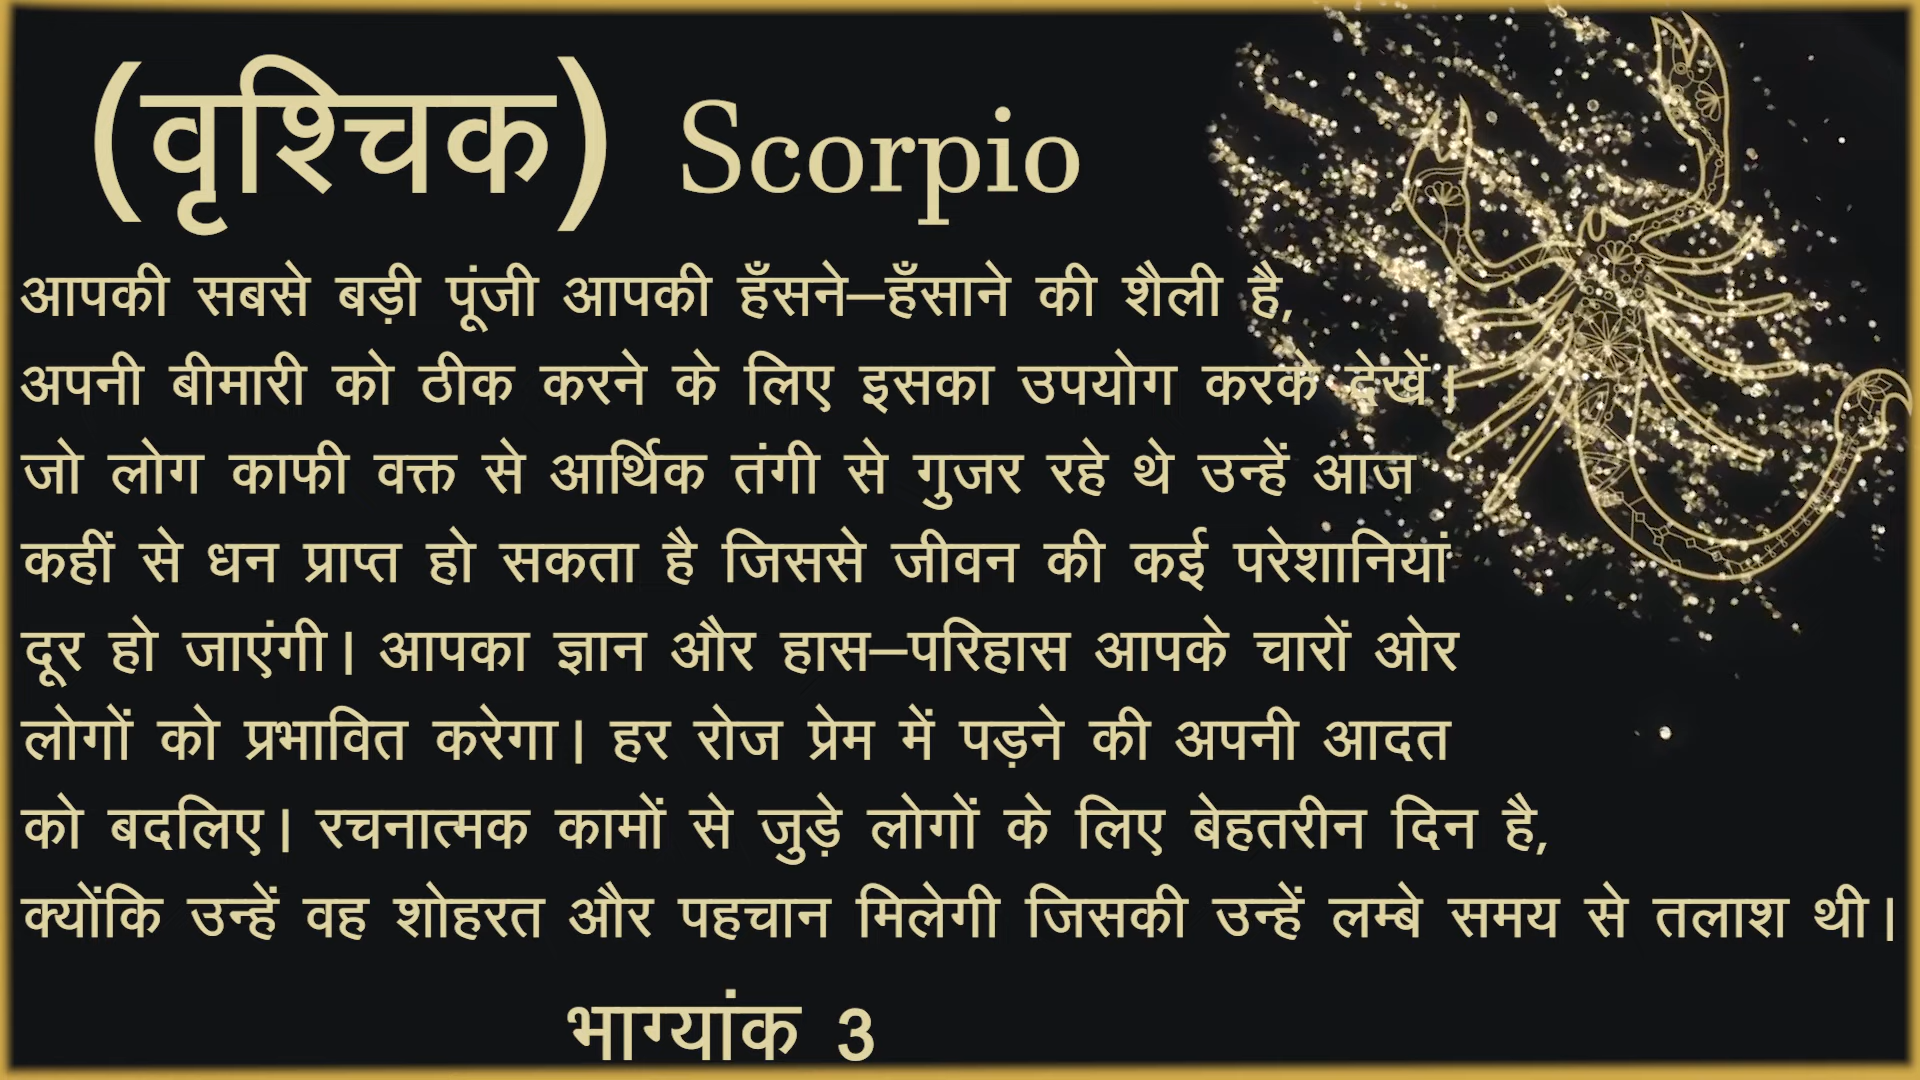 (वृश्चिक) Scorpio
आपकी सबसे बड़ी पूंजी आपकी हँसने–हँसाने की शैली है,
अपनी बीमारी को ठीक करने के लिए इसका उपयोग करके देखें।
जो लोग काफी वक्त से आर्थिक तंगी से गुजर रहे थे उन्हें आज
कहीं से धन प्राप्त हो सकता है जिससे जीवन की कई परेशानियां
दूर हो जाएंगी। आपका ज्ञान और हास–परिहास आपके चारों ओर
लोगों को प्रभावित करेगा। हर रोज प्रेम में पड़ने की अपनी आदत
को बदलिए। रचनात्मक कामों से जुड़े लोगों के लिए बेहतरीन दिन है,
क्योंकि उन्हें वह शोहरत और पहचान मिलेगी जिसकी उन्हें लम्बे समय से तलाश थी।
भाग्यांक 3